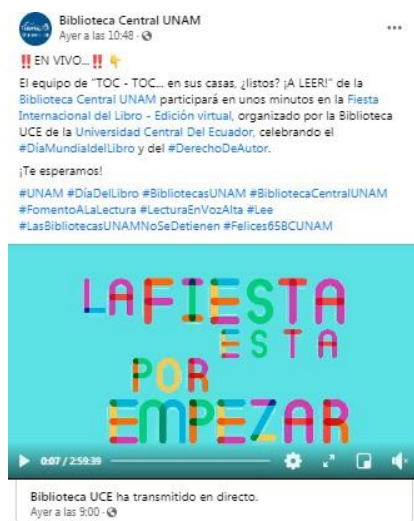 Biblioteca Central UNAM
Ayer a las 10:48 ·
‼EN VIVO...‼ 👇
El equipo de "TOC - TOC... en sus casas, ¿listos? ¡A LEER!" de la
Biblioteca Central UNAM participará en unos minutos en la Fiesta
Internacional del Libro - Edición virtual, organizado por la Biblioteca
UCE de la Universidad Central Del Ecuador, celebrando el
#DíaMundialdelLibro y del #DerechoDeAutor.
¡Te esperamos!
#UNAM #DíaDelLibro #BibliotecasUNAM #BibliotecaCentralUNAM
#FomentoALaLectura #LecturaEnVozAlta #Lee
#LasBibliotecasUNAMNoSeDetienen #Felices65BCUNAM
LA FIESTA
ESTA
POR
EMPEZAR
0:07 / 2:59:39
Biblioteca UCE ha transmitido en directo.
Ayer a las 9:00 ·